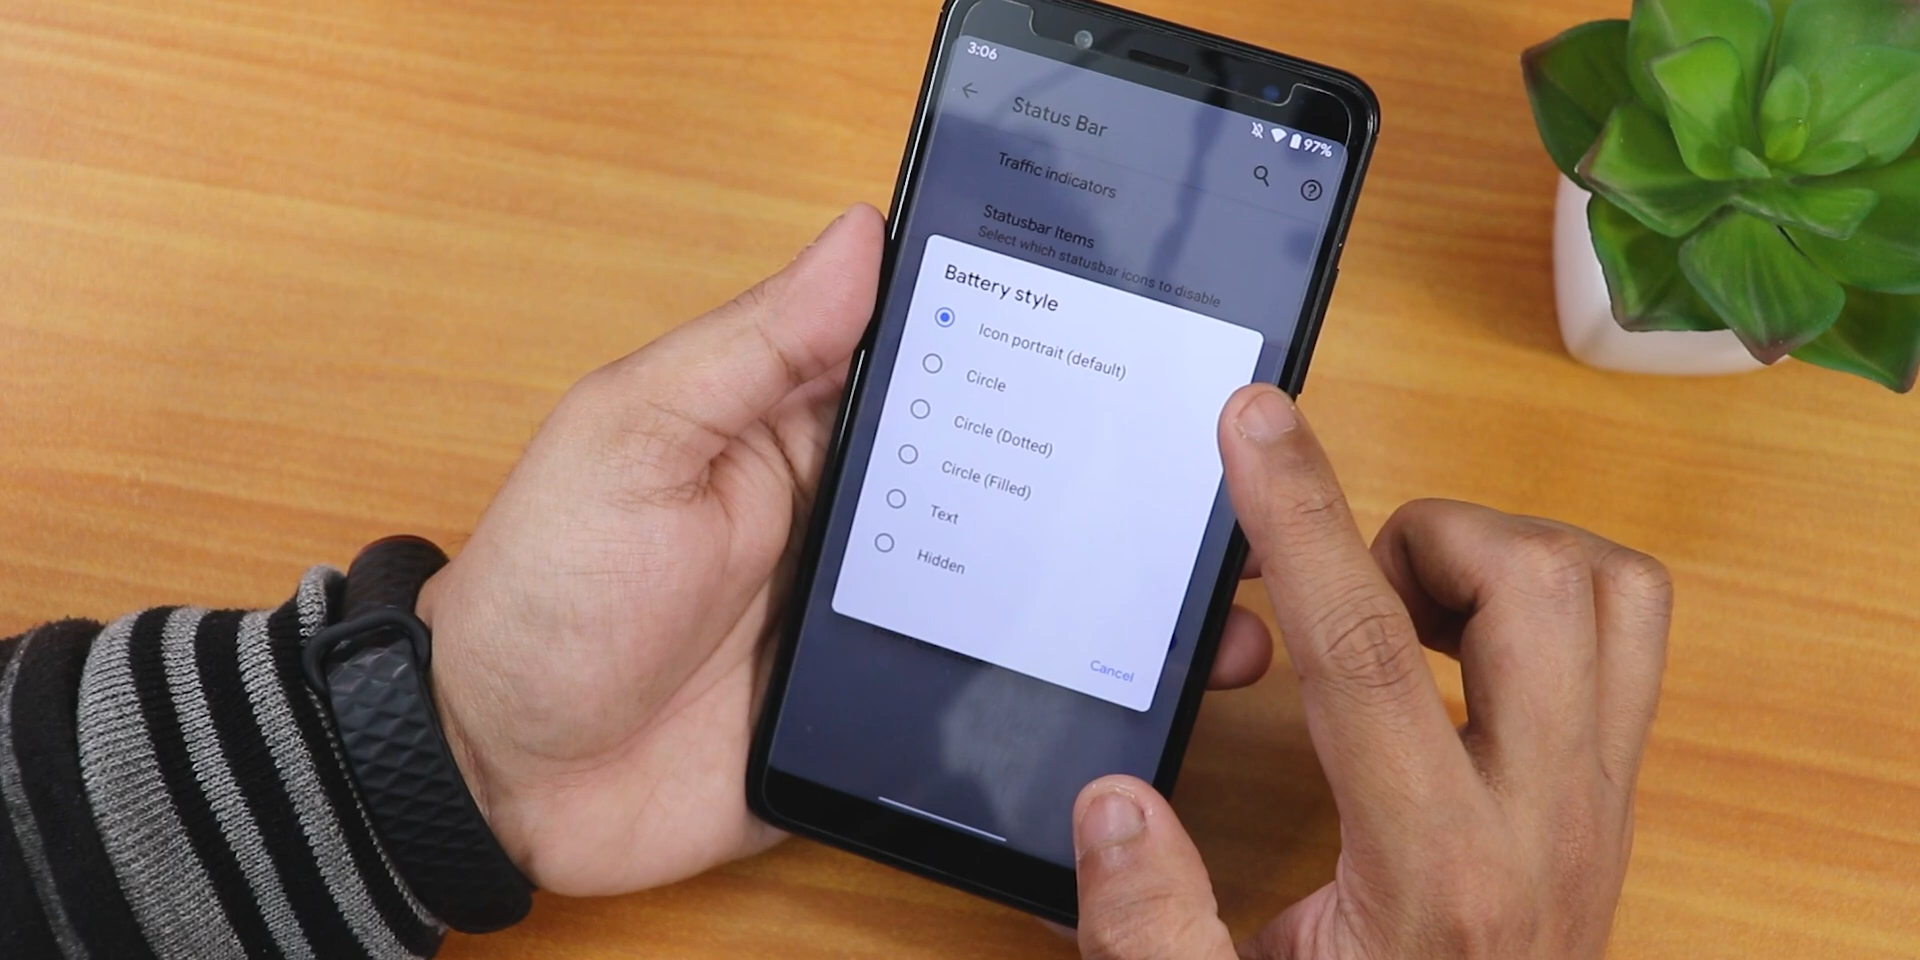 3:06
97%
Status Bar
Traffic indicators
Statusbar Items
Select which statusbar icons to disable
Battery style
Icon portrait (default)
Circle
Circle (Dotted)
Circle (Filled)
Text
Hidden
Cancel